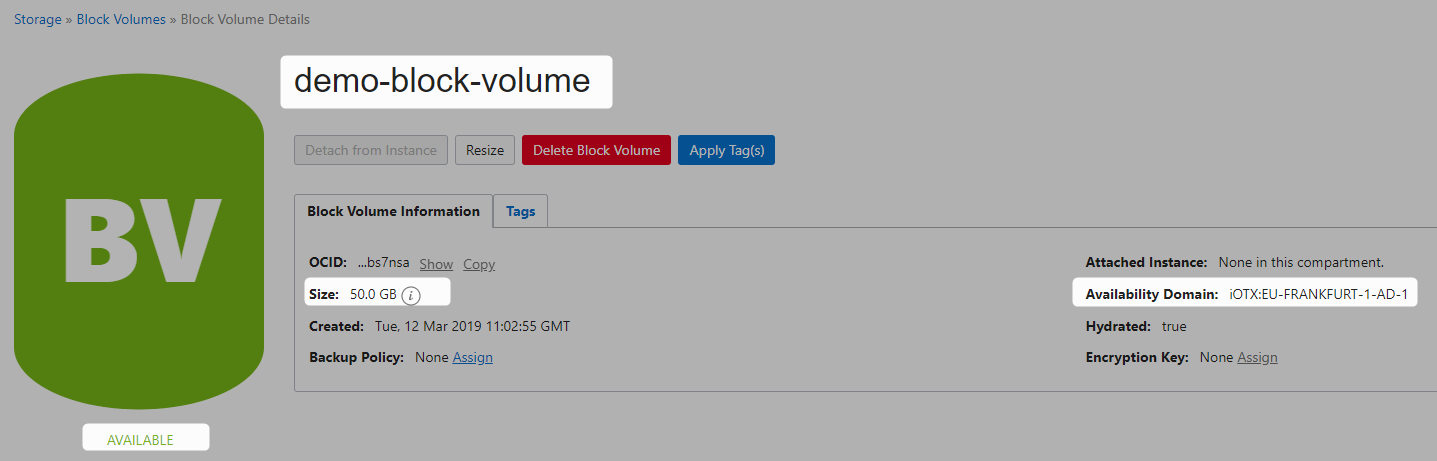 Storage » Block Volumes » Block Volume Details
demo-block-volume
Detach from Instance Resize Delete Block Volume Apply Tag(s)
BV
Block Volume Information Tags
OCID: ...bs7nsa Show Copy Attached Instance: None in this compartment.
Size: 50.0 GB i Availability Domain: iOTX:EU-FRANKFURT-1-AD-1
Created: Tue, 12 Mar 2019 11:02:55 GMT Hydrated: true
Backup Policy: None Assign Encryption Key: None Assign
AVAILABLE